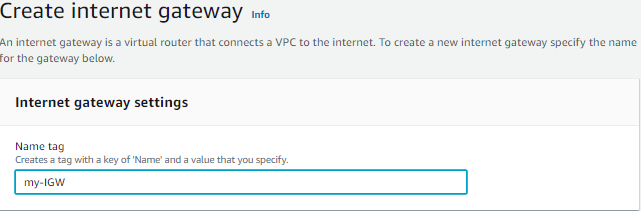 Create internet gateway Info
An internet gateway is a virtual router that connects a VPC to the internet. To create a new internet gateway specify the name
for the gateway below.
Internet gateway settings
Name tag
Creates a tag with a key of 'Name' and a value that you specify.
my-IGW